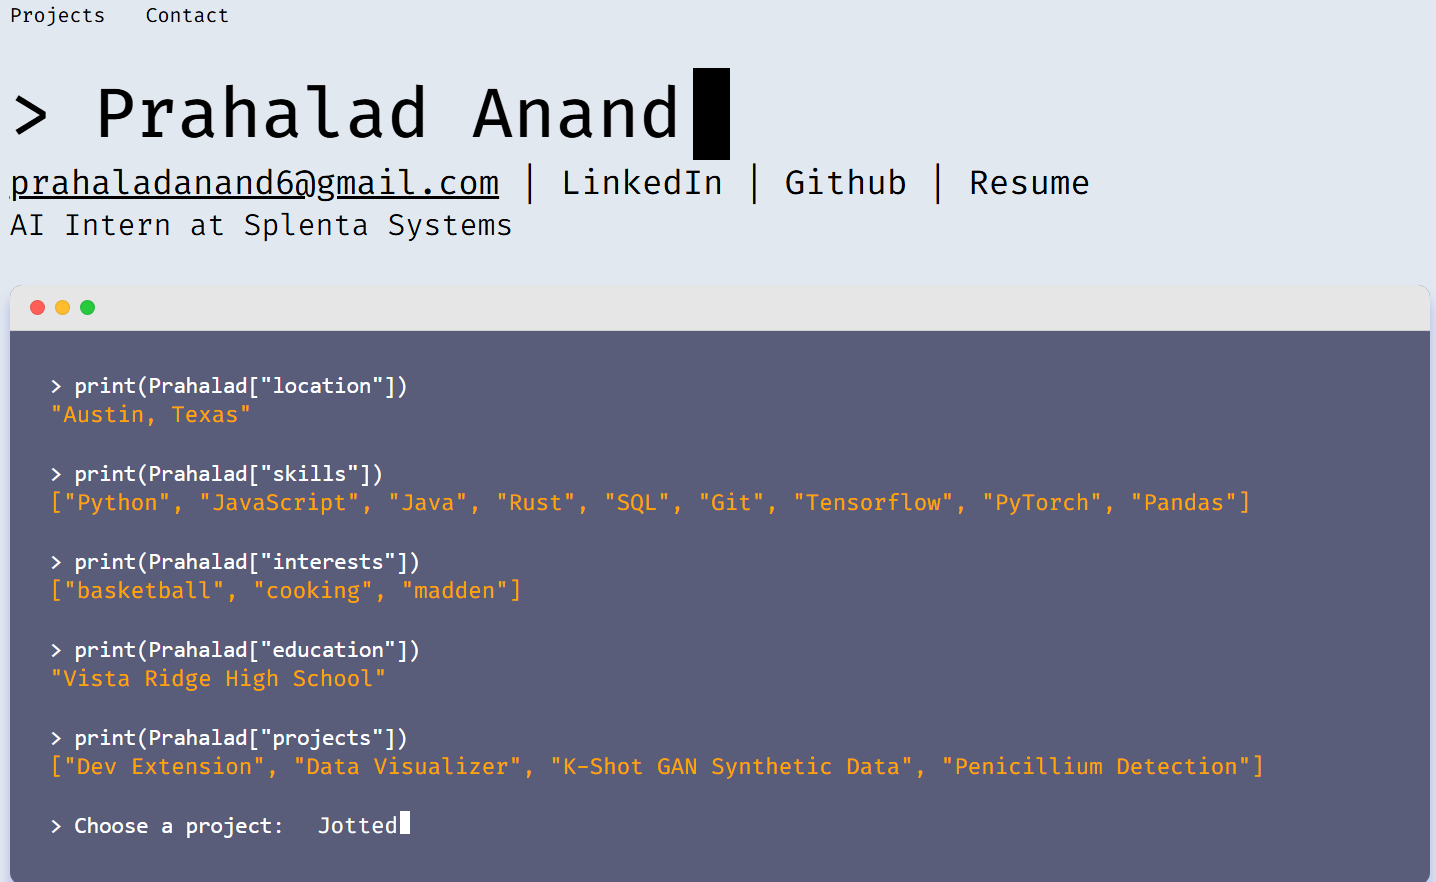 Projects Contact
> Prahalad Anand
prahaladanand6@gmail.com | LinkedIn | Github | Resume
AI Intern at Splenta Systems
> print(Prahalad["location"])
"Austin, Texas"
> print(Prahalad["skills"])
["Python", "JavaScript", "Java", "Rust", "SQL", "Git", "Tensorflow", "PyTorch", "Pandas"]
> print(Prahalad["interests"])
["basketball", "cooking", "madden"]
> print(Prahalad["education"])
"Vista Ridge High School"
> print(Prahalad["projects"])
["Dev Extension", "Data Visualizer", "K-Shot GAN Synthetic Data", "Penicillium Detection"]
> Choose a project: Jotted